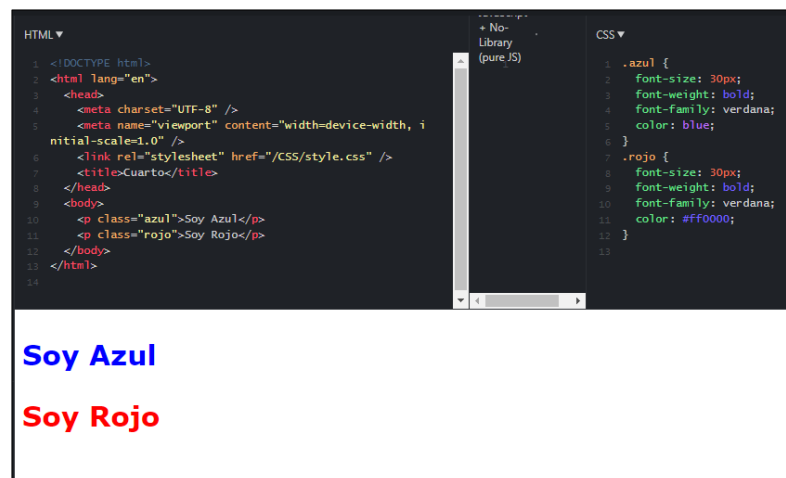 HTML ▼
1 <!DOCTYPE html>
2 <html lang="en">
3 <head>
4 <meta charset="UTF-8" />
5 <meta name="viewport" content="width=device-width, i
nitial-scale=1.0" />
6 <link rel="stylesheet" href="/CSS/style.css" />
7 <title>Cuarto</title>
8 </head>
9 <body>
10 <p class="azul">Soy Azul</p>
11 <p class="rojo">Soy Rojo</p>
12 </body>
13 </html>
14
+ No-
Library
(pure JS)
1
CSS ▼
1 .azul {
2 font-size: 30px;
3 font-weight: bold;
4 font-family: verdana;
5 color: blue;
6 }
7 .rojo {
8 font-size: 30px;
9 font-weight: bold;
10 font-family: verdana;
11 color: #ff0000;
12 }
13
Soy Azul
Soy Rojo